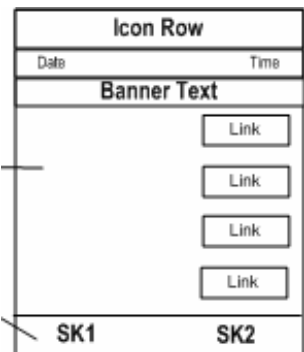 Icon Row
Date Time
Banner Text
Link
Link
Link
Link
SK1 SK2